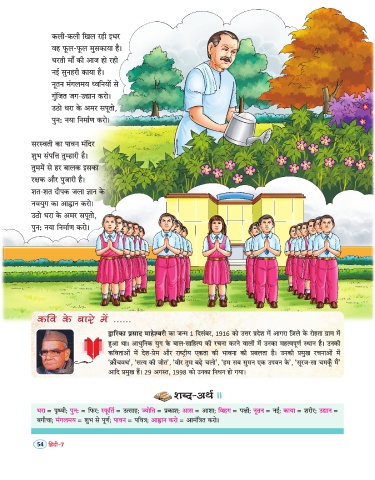 कली-कली खिल रही इधर
वह फूल-फूल मुसकाया है।
धरती माँ की आज हो रही
नई सुनहरी काया है।
नूतन मंगलमय ध्वनियों से
गुंजित जग-उद्यान करो।
उठो धरा के अमर सपूतो,
पुनः नया निर्माण करो।
सरस्वती का पावन मंदिर
शुभ संपत्ति तुम्हारी है।
तुममें से हर बालक इसका
रक्षक और पुजारी है।
शत-शत दीपक जला ज्ञान के
नवयुग का आह्वान करो।
उठो धरा के अमर सपूतो,
पुनः नया निर्माण करो।
कवि के बारे में ......
द्वारिका प्रसाद माहेश्वरी का जन्म 1 दिसंबर, 1916 को उत्तर प्रदेश में आगरा ज़िले के रोहता ग्राम में
हुआ था। आधुनिक युग के बाल-साहित्य की रचना करने वालों में उनका महत्त्वपूर्ण स्थान है। उनकी
कविताओं में देश-प्रेम और राष्ट्रीय एकता की भावना की प्रबलता है। उनकी प्रमुख रचनाओं में
'क्रौंचवध', 'सत्य की जीत', 'वीर तुम बढ़े चलो', 'हम सब सुमन एक उपवन के', 'सूरज-सा चमकूँ मैं'
आदि प्रमुख हैं। 29 अगस्त, 1998 को उनका निधन हो गया।
शब्द-अर्थ
धरा = पृथ्वी; पुनः = फिर; स्फूर्ति = उत्साह; ज्योति = प्रकाश; आस = आशा; विहग = पक्षी; नूतन = नई; काया = शरीर; उद्यान =
बगीचा; मंगलमय = शुभ से पूर्ण; पावन = पवित्र; आह्वान करो = आमंत्रित करो।
54 हिंदी-7